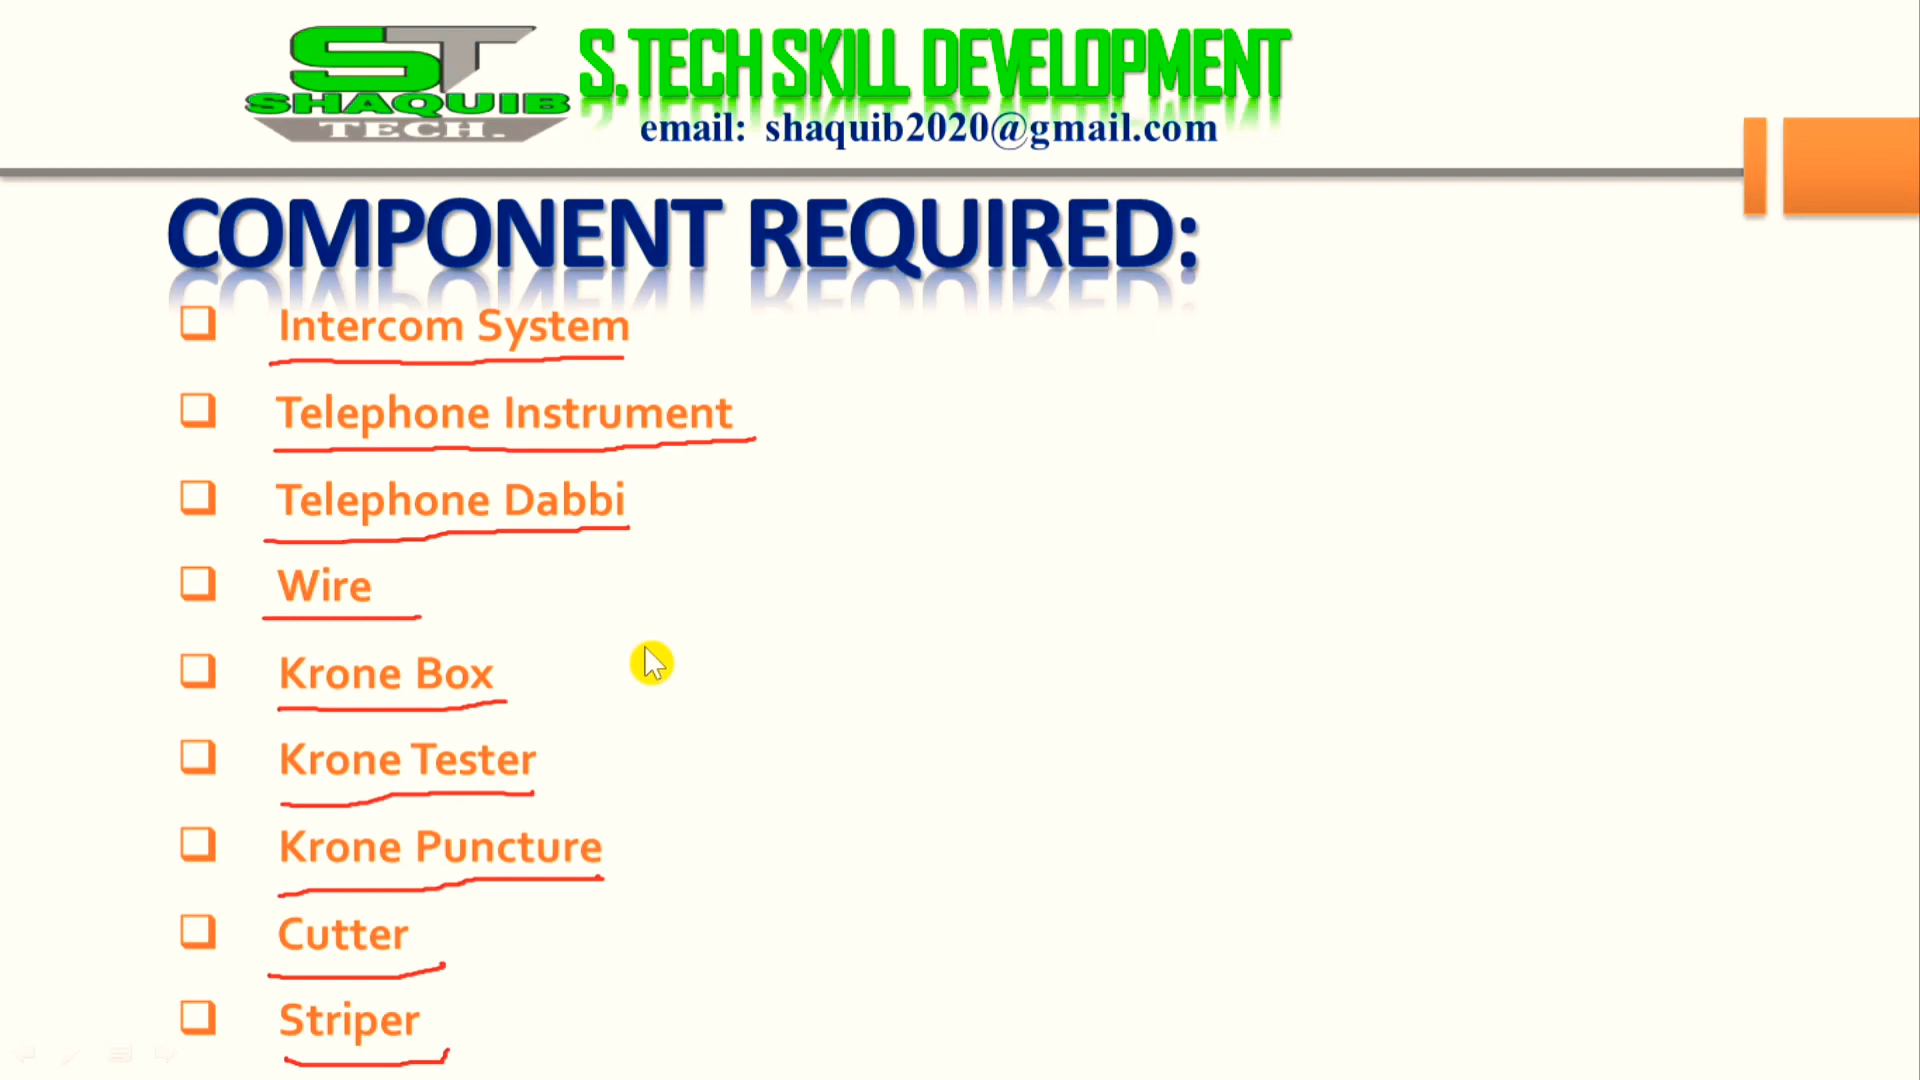 ST
SHAQUIB
TECH.
S.TECH SKILL DEVELOPMENT
email: shaquib2020@gmail.com
COMPONENT REQUIRED:
Intercom System
Telephone Instrument
Telephone Dabbi
Wire
Krone Box
Krone Tester
Krone Puncture
Cutter
Striper